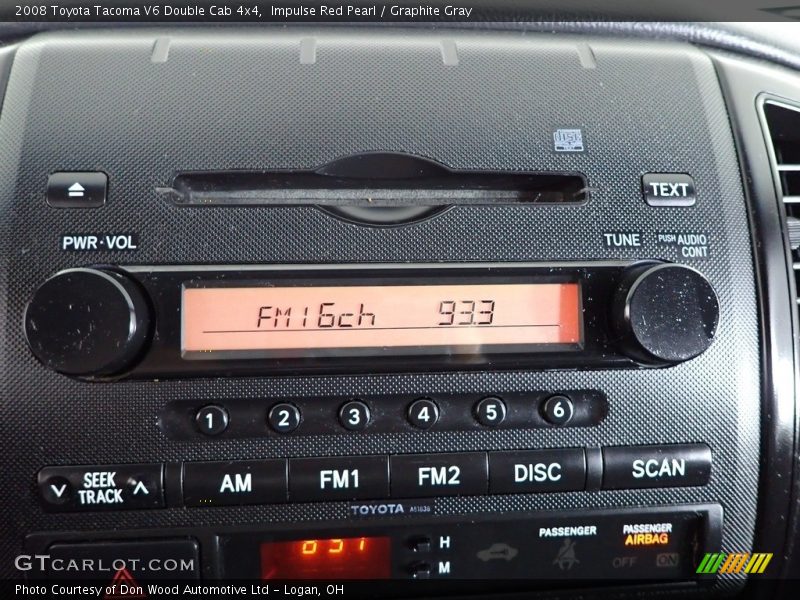 2008 Toyota Tacoma V6 Double Cab 4x4, Impulse Red Pearl / Graphite Gray
disc
TEXT
PWR·VOL
TUNE
PUSH AUDIO CONT
FM1 6ch 93.3
1 2 3 4 5 6
SEEK TRACK
AM FM1 FM2 DISC SCAN
TOYOTA A51836
H
M
PASSENGER
PASSENGER AIRBAG
OFF ON
GTCARLOT.COM
Photo Courtesy of Don Wood Automotive Ltd - Logan, OH